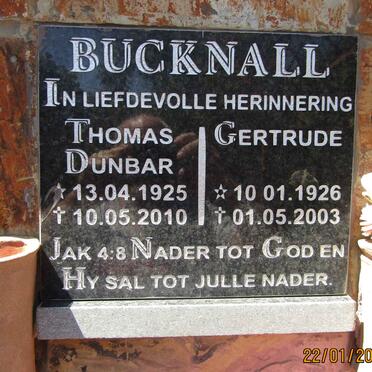 BUCKNALL
IN LIEFDEVOLLE HERINNERING
THOMAS DUNBAR
☆ 13.04.1925
† 10.05.2010
GERTRUDE
☆ 10 01.1926
† 01.05.2003
JAK 4:8 NADER TOT GOD EN
HY SAL TOT JULLE NADER.
22/01/20